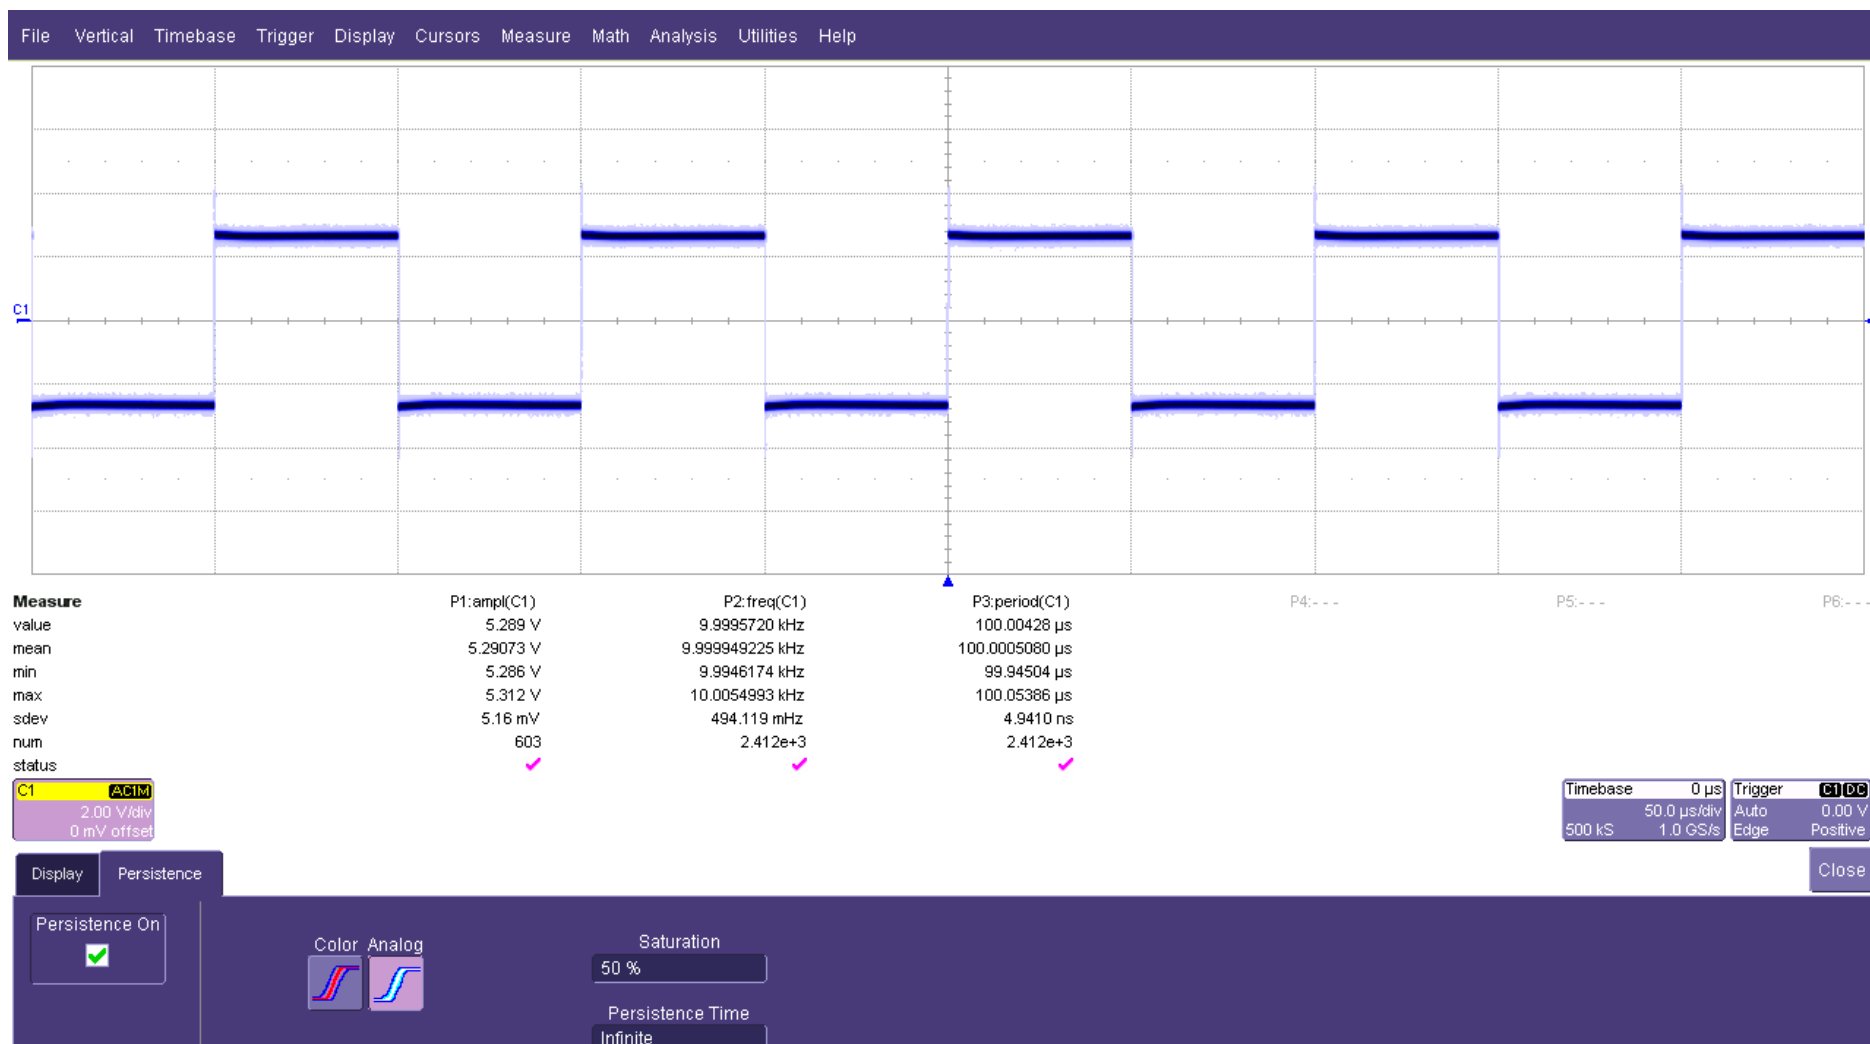 File Vertical Timebase Trigger Display Cursors Measure Math Analysis Utilities Help
C1
Measure P1:ampl(C1) P2:freq(C1) P3:period(C1) P4:- - - P5:- - - P6:- - -
value 5.289 V 9.9995720 kHz 100.00428 µs
mean 5.29073 V 9.999949225 kHz 100.0005080 µs
min 5.286 V 9.9946174 kHz 99.94504 µs
max 5.312 V 10.0054993 kHz 100.05386 µs
sdev 5.16 mV 494.119 mHz 4.9410 ns
num 603 2.412e+3 2.412e+3
status
C1 AC1M
2.00 V/div
0 mV offset
Timebase 0 µs
50.0 µs/div
500 kS 1.0 GS/s
Trigger C1 DC
Auto 0.00 V
Edge Positive
Display Persistence Close
Persistence On
Color Analog
Saturation
50 %
Persistence Time
Infinite